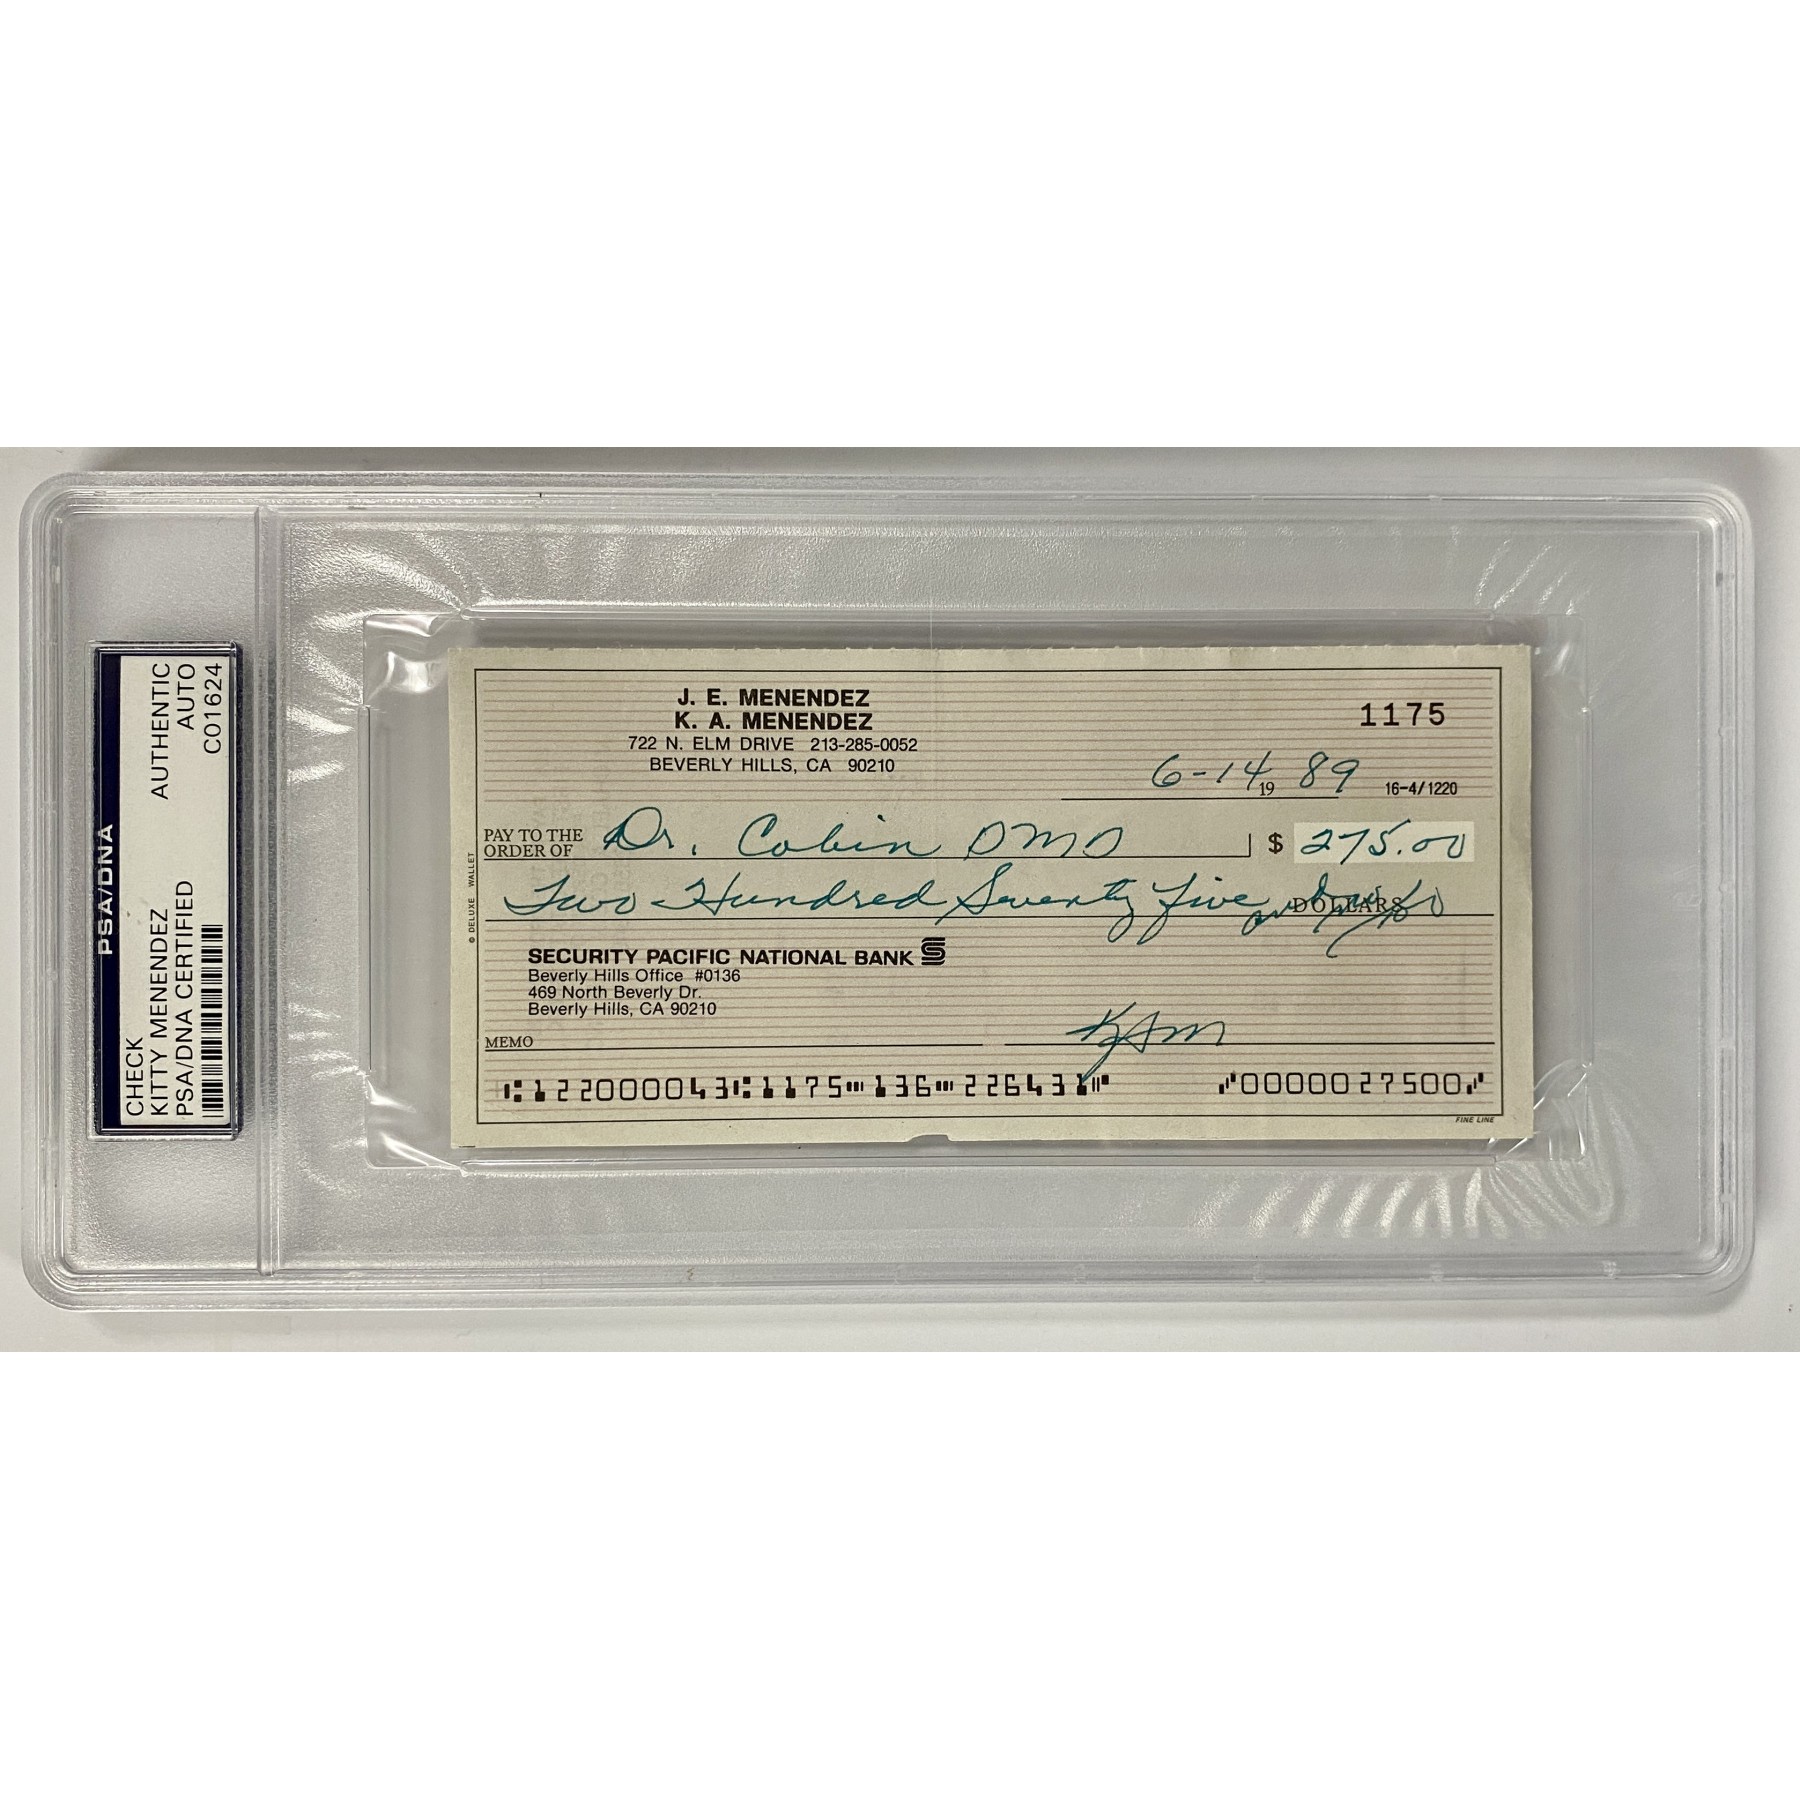 PSA/DNA
CHECK AUTHENTIC
KITTY MENENDEZ AUTO
PSA/DNA CERTIFIED C01624
J. E. MENENDEZ
K. A. MENENDEZ
1175
722 N. ELM DRIVE 213-285-0052
BEVERLY HILLS, CA 90210
6-14 19 89 16-4/1220
PAY TO THE ORDER OF Dr. Cobin DMD $ 275.00
Two Hundred Seventy Five DOLLARS
© DELUXE WALLET
SECURITY PACIFIC NATIONAL BANK
Beverly Hills Office #0136
469 North Beverly Dr.
Beverly Hills, CA 90210
MEMO KAM
⑆122000043⑆1175⑈136⑈226431⑈ ⑇0000027500⑇
FINE LINE